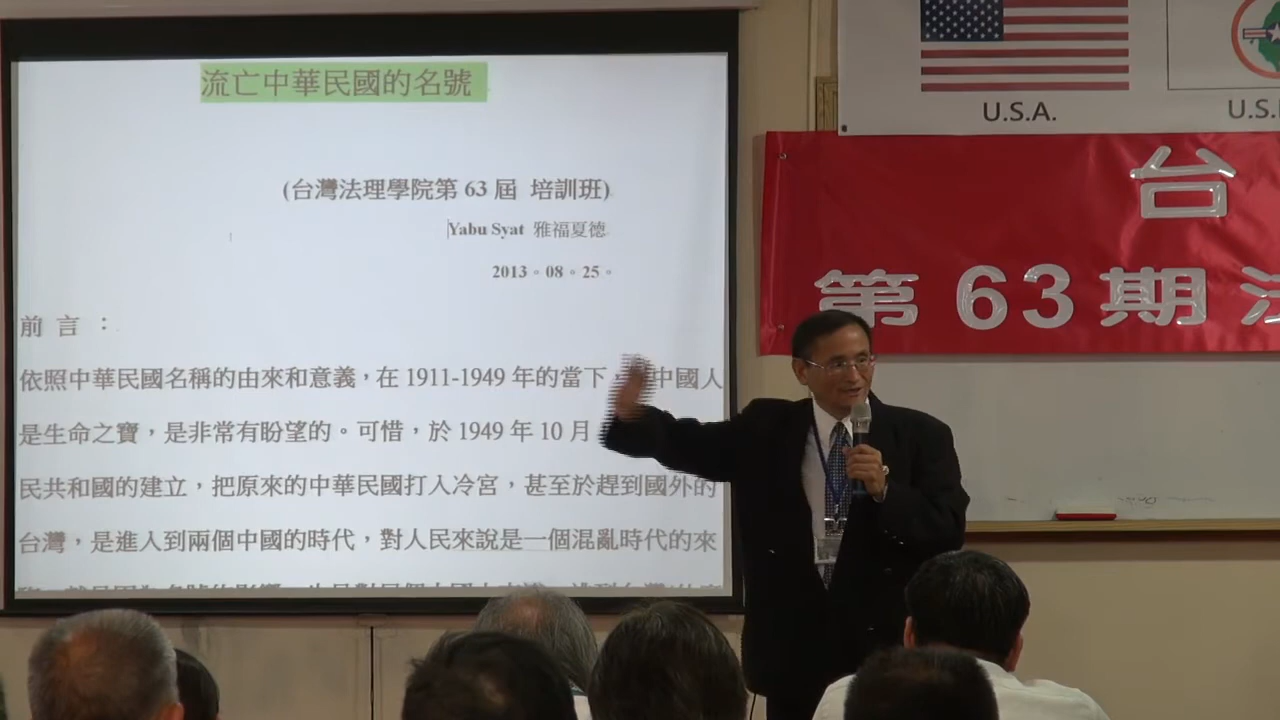 流亡中華民國的名號
(台灣法理學院第 63 屆 培訓班)
Yabu Syat 雅福夏德
2013。08。25。
前 言 ：
依照中華民國名稱的由來和意義，在 1911-1949 年的當下，中國人
是生命之寶，是非常有盼望的。可惜，於 1949 年 10 月
民共和國的建立，把原來的中華民國打入冷宮，甚至於趕到國外的
台灣，是進入到兩個中國的時代，對人民來說是一個混亂時代的來
U.S.A.
U.S.
台
第 63 期 法